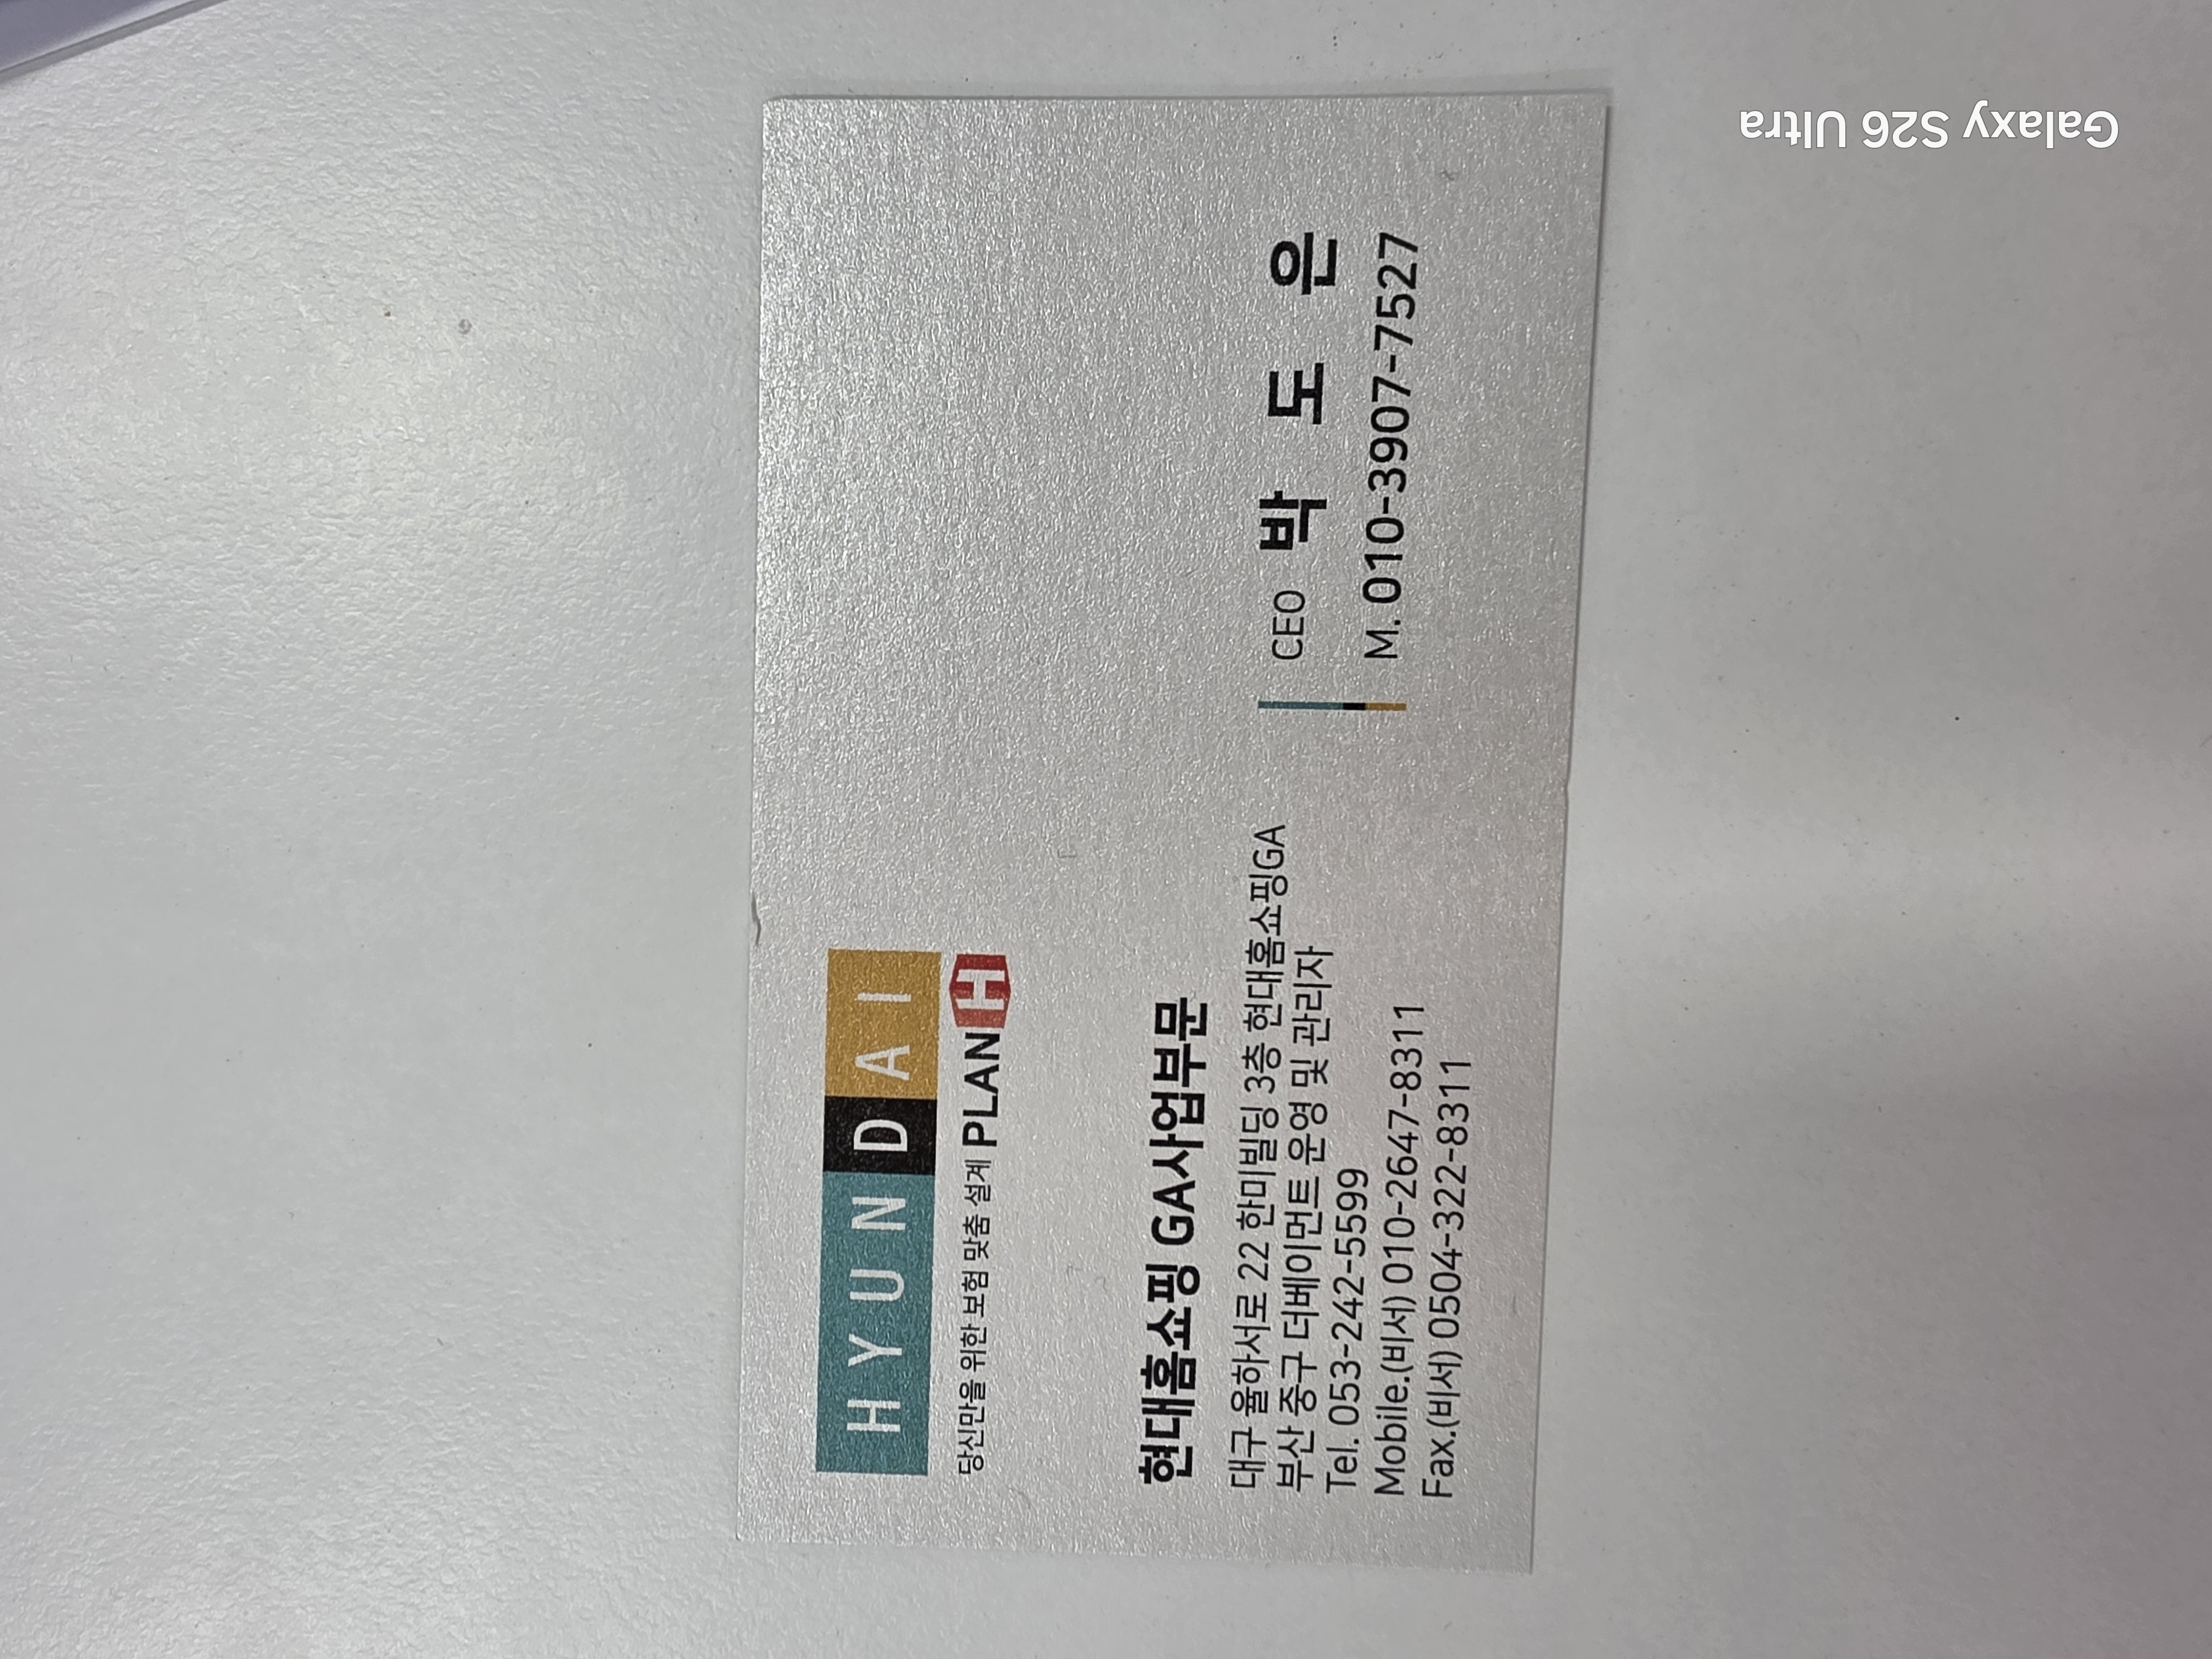 HYUNDAI
당신만을 위한 보험 맞춤 설계 PLAN H
현대홈쇼핑 GA사업부문
대구 율하서로 22 한미빌딩 3층 현대홈쇼핑GA
부산 중구 더베이먼트 운영 및 관리자
Tel. 053-242-5599
Mobile.(비서) 010-2647-8311
Fax.(비서) 0504-322-8311
CEO 박 도 은
M. 010-3907-7527
Galaxy S26 Ultra